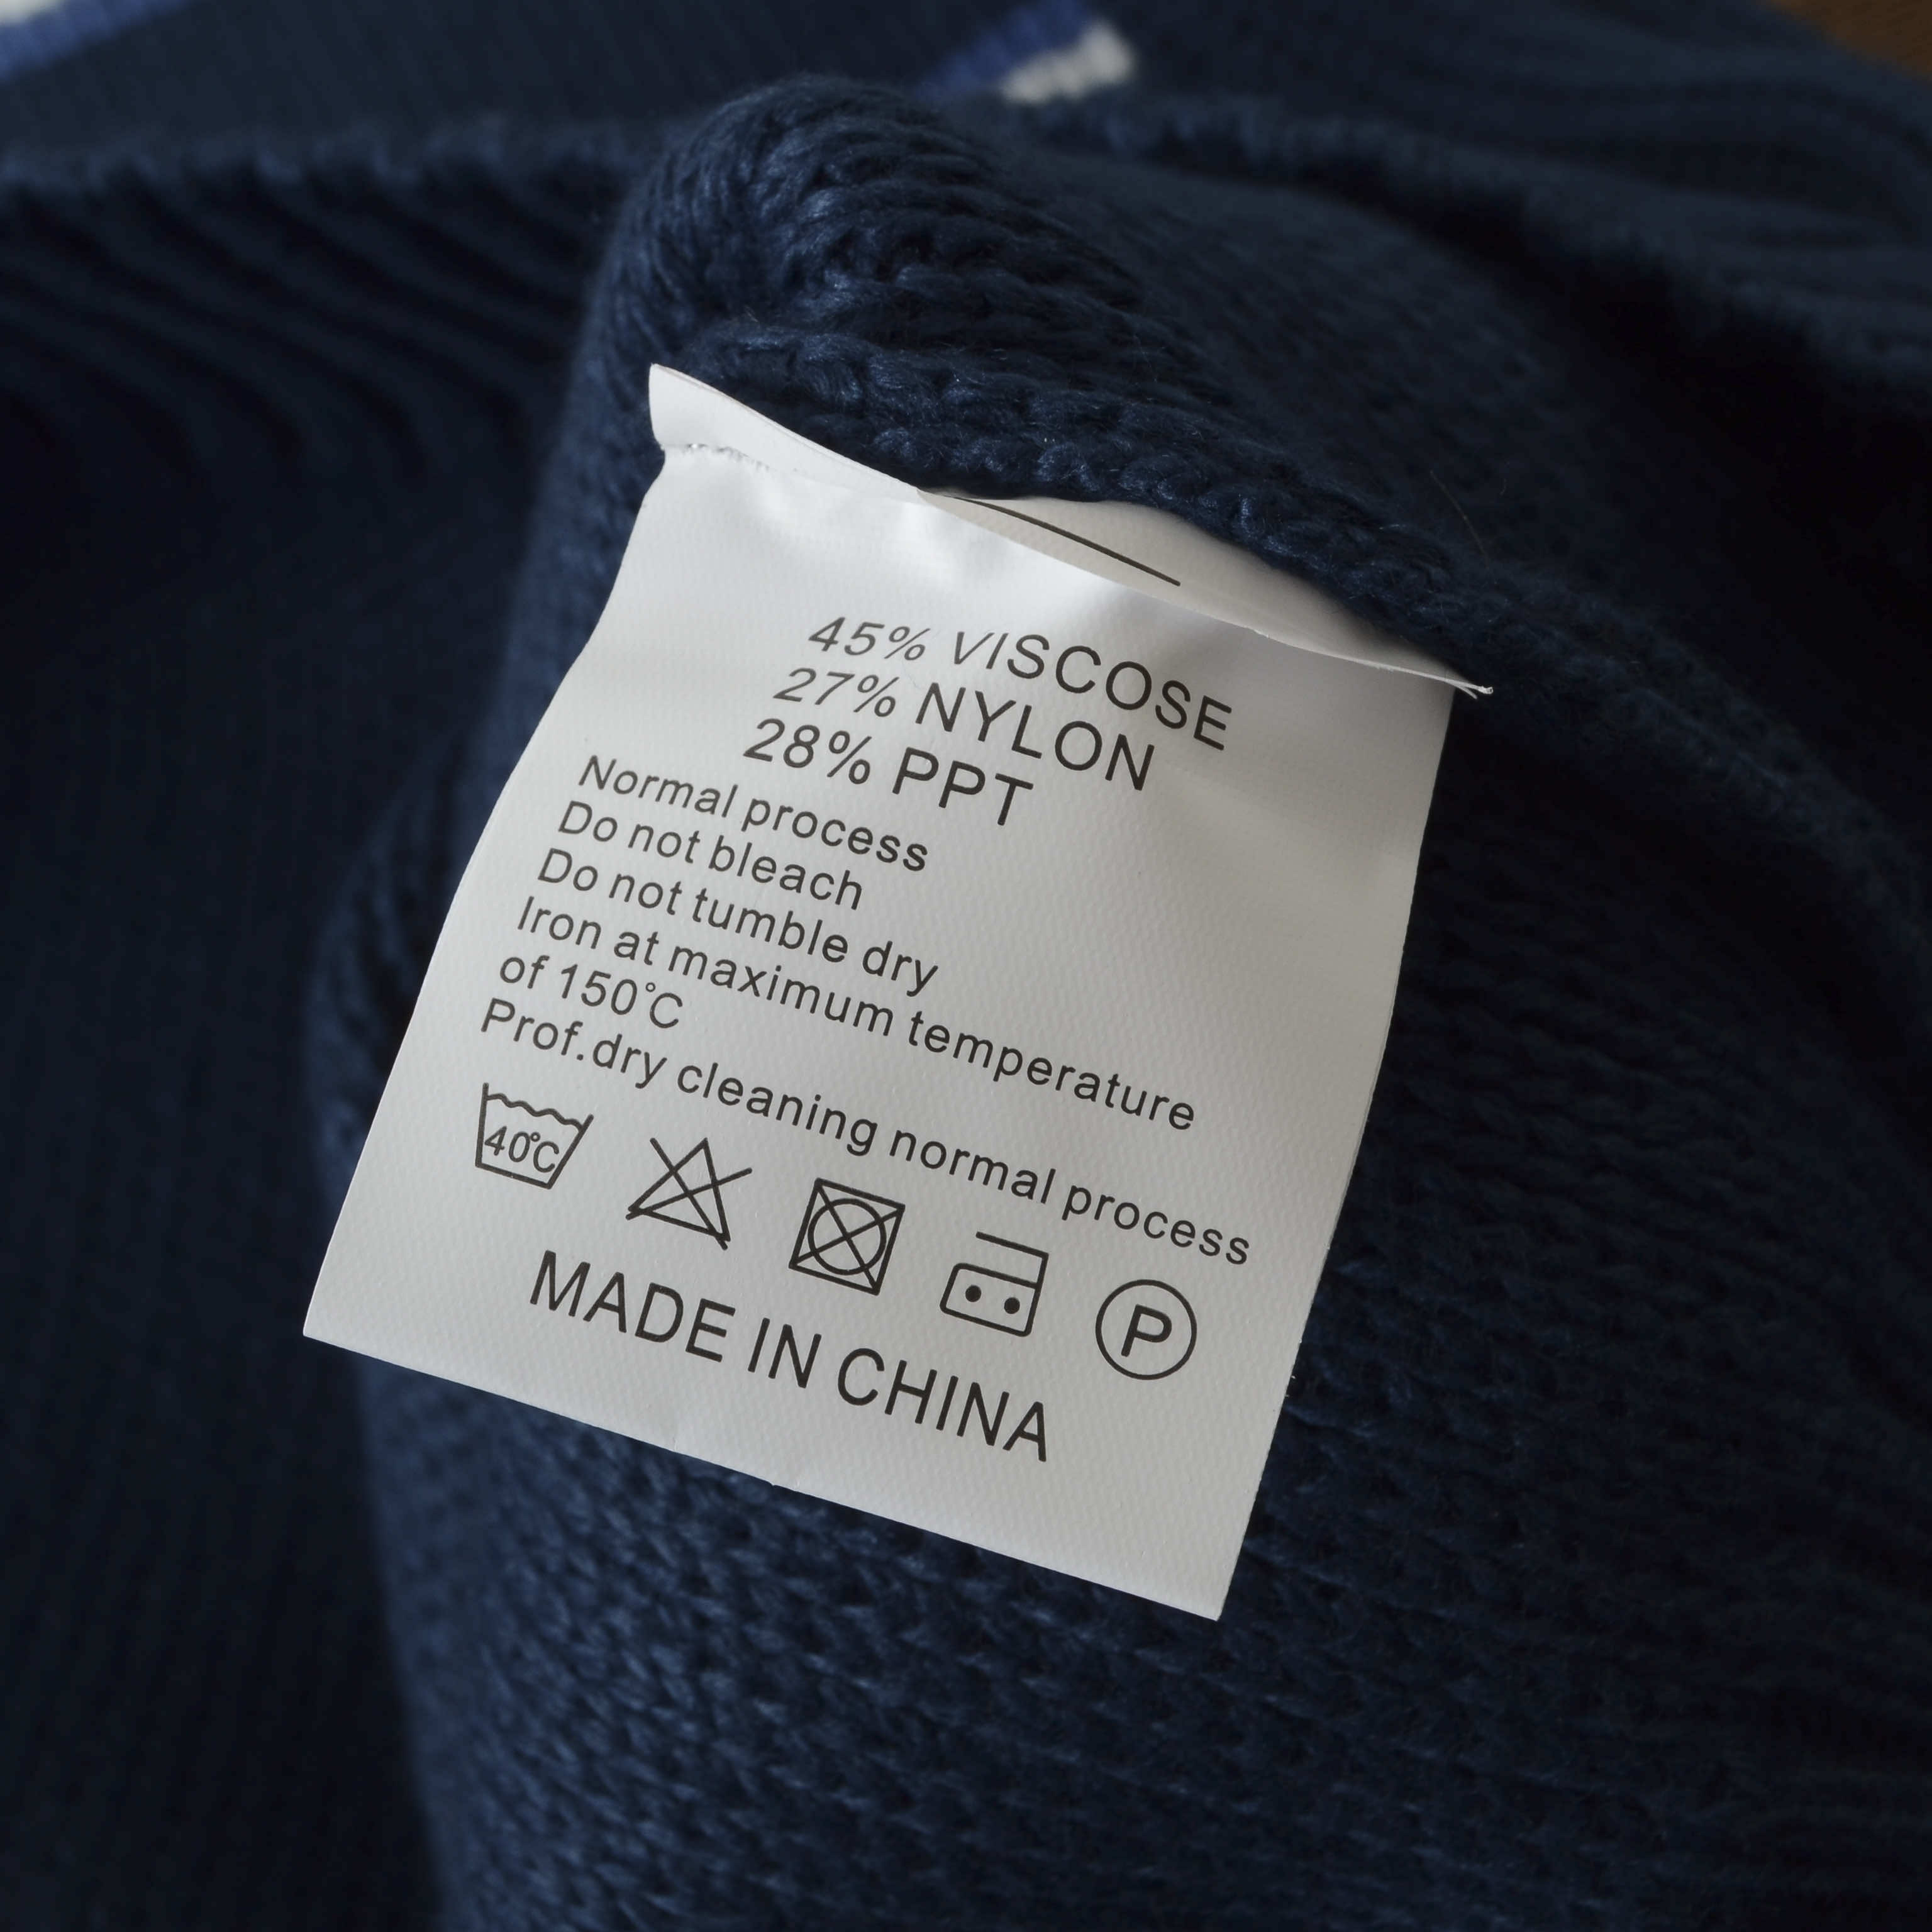 45% VISCOSE
27% NYLON
28% PPT
Normal process
Do not bleach
Do not tumble dry
Iron at maximum temperature
of 150℃
Prof.dry cleaning normal process
40℃
P
MADE IN CHINA